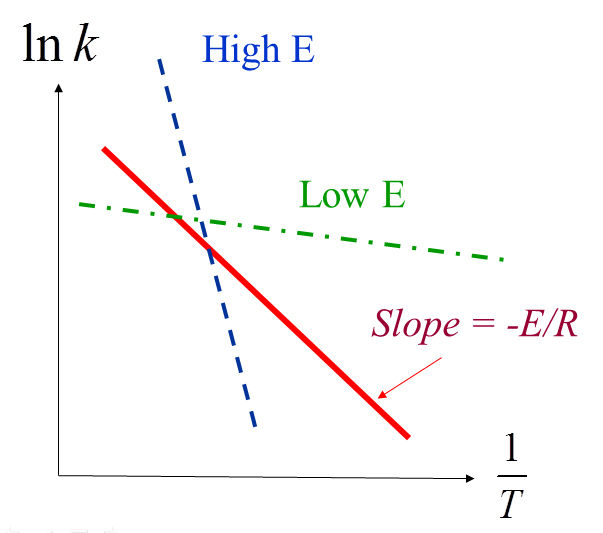 ln k
High E
Low E
Slope = -E/R
1
T